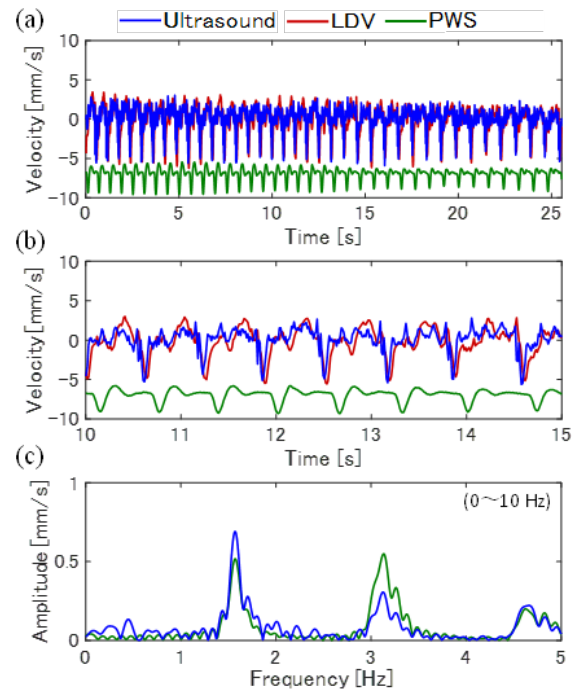 (a)
Ultrasound LDV PWS
10
5
0
-5
-10
Velocity [mm/s]
0 5 10 15 20 25
Time [s]
(b)
10
5
0
-5
-10
Velocity [mm/s]
10 11 12 13 14 15
Time [s]
(c)
1
0.5
0
Amplitude [mm/s]
(0～10 Hz)
0 1 2 3 4 5
Frequency [Hz]